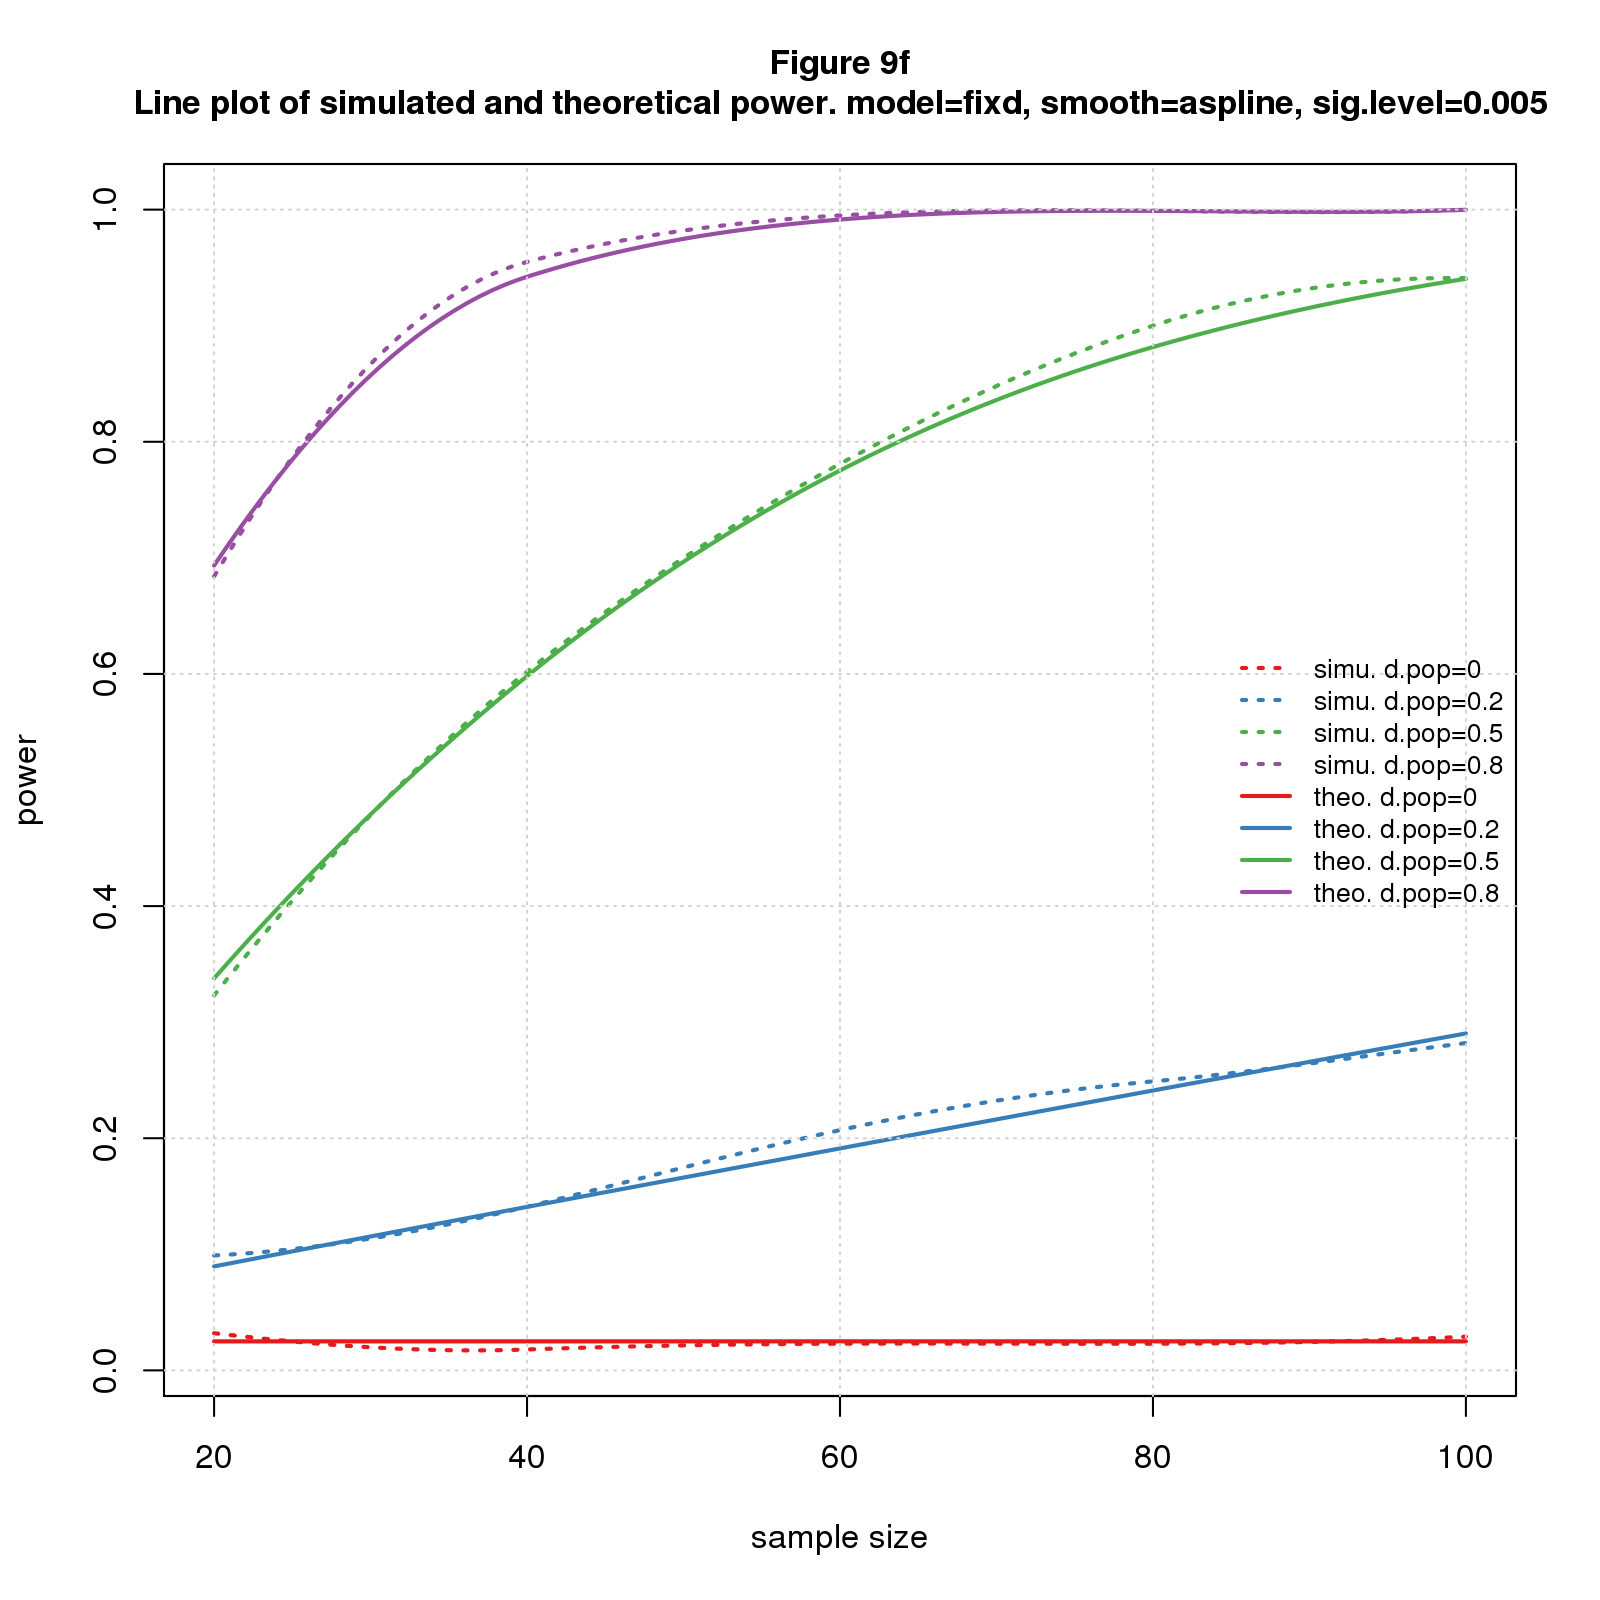 Figure 9f
Line plot of simulated and theoretical power. model=fixd, smooth=aspline, sig.level=0.005
power
1.0
0.8
0.6
0.4
0.2
0.0
simu. d.pop=0
simu. d.pop=0.2
simu. d.pop=0.5
simu. d.pop=0.8
theo. d.pop=0
theo. d.pop=0.2
theo. d.pop=0.5
theo. d.pop=0.8
20 40 60 80 100
sample size